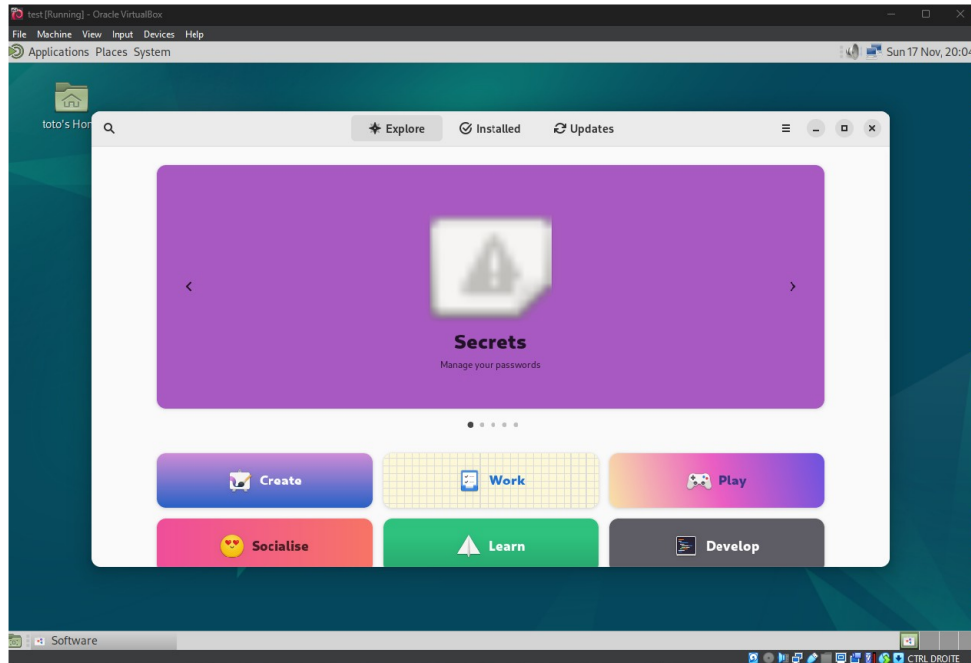 test [Running] - Oracle VirtualBox
File Machine View Input Devices Help
Applications Places System
Sun 17 Nov, 20:04
toto's Hom
Explore Installed Updates
Secrets
Manage your passwords
Create Work Play
Socialise Learn Develop
Software
CTRL DROITE